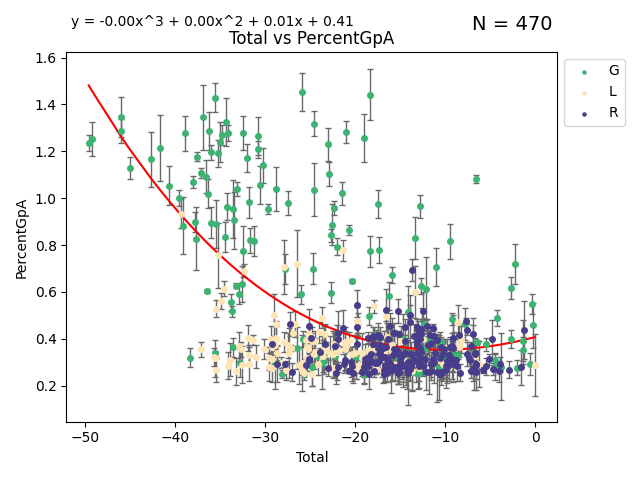 y = -0.00x^3 + 0.00x^2 + 0.01x + 0.41
N = 470
Total vs PercentGpA
G
L
R
PercentGpA
1.6
1.4
1.2
1.0
0.8
0.6
0.4
0.2
−50
−40
−30
−20
−10
0
Total